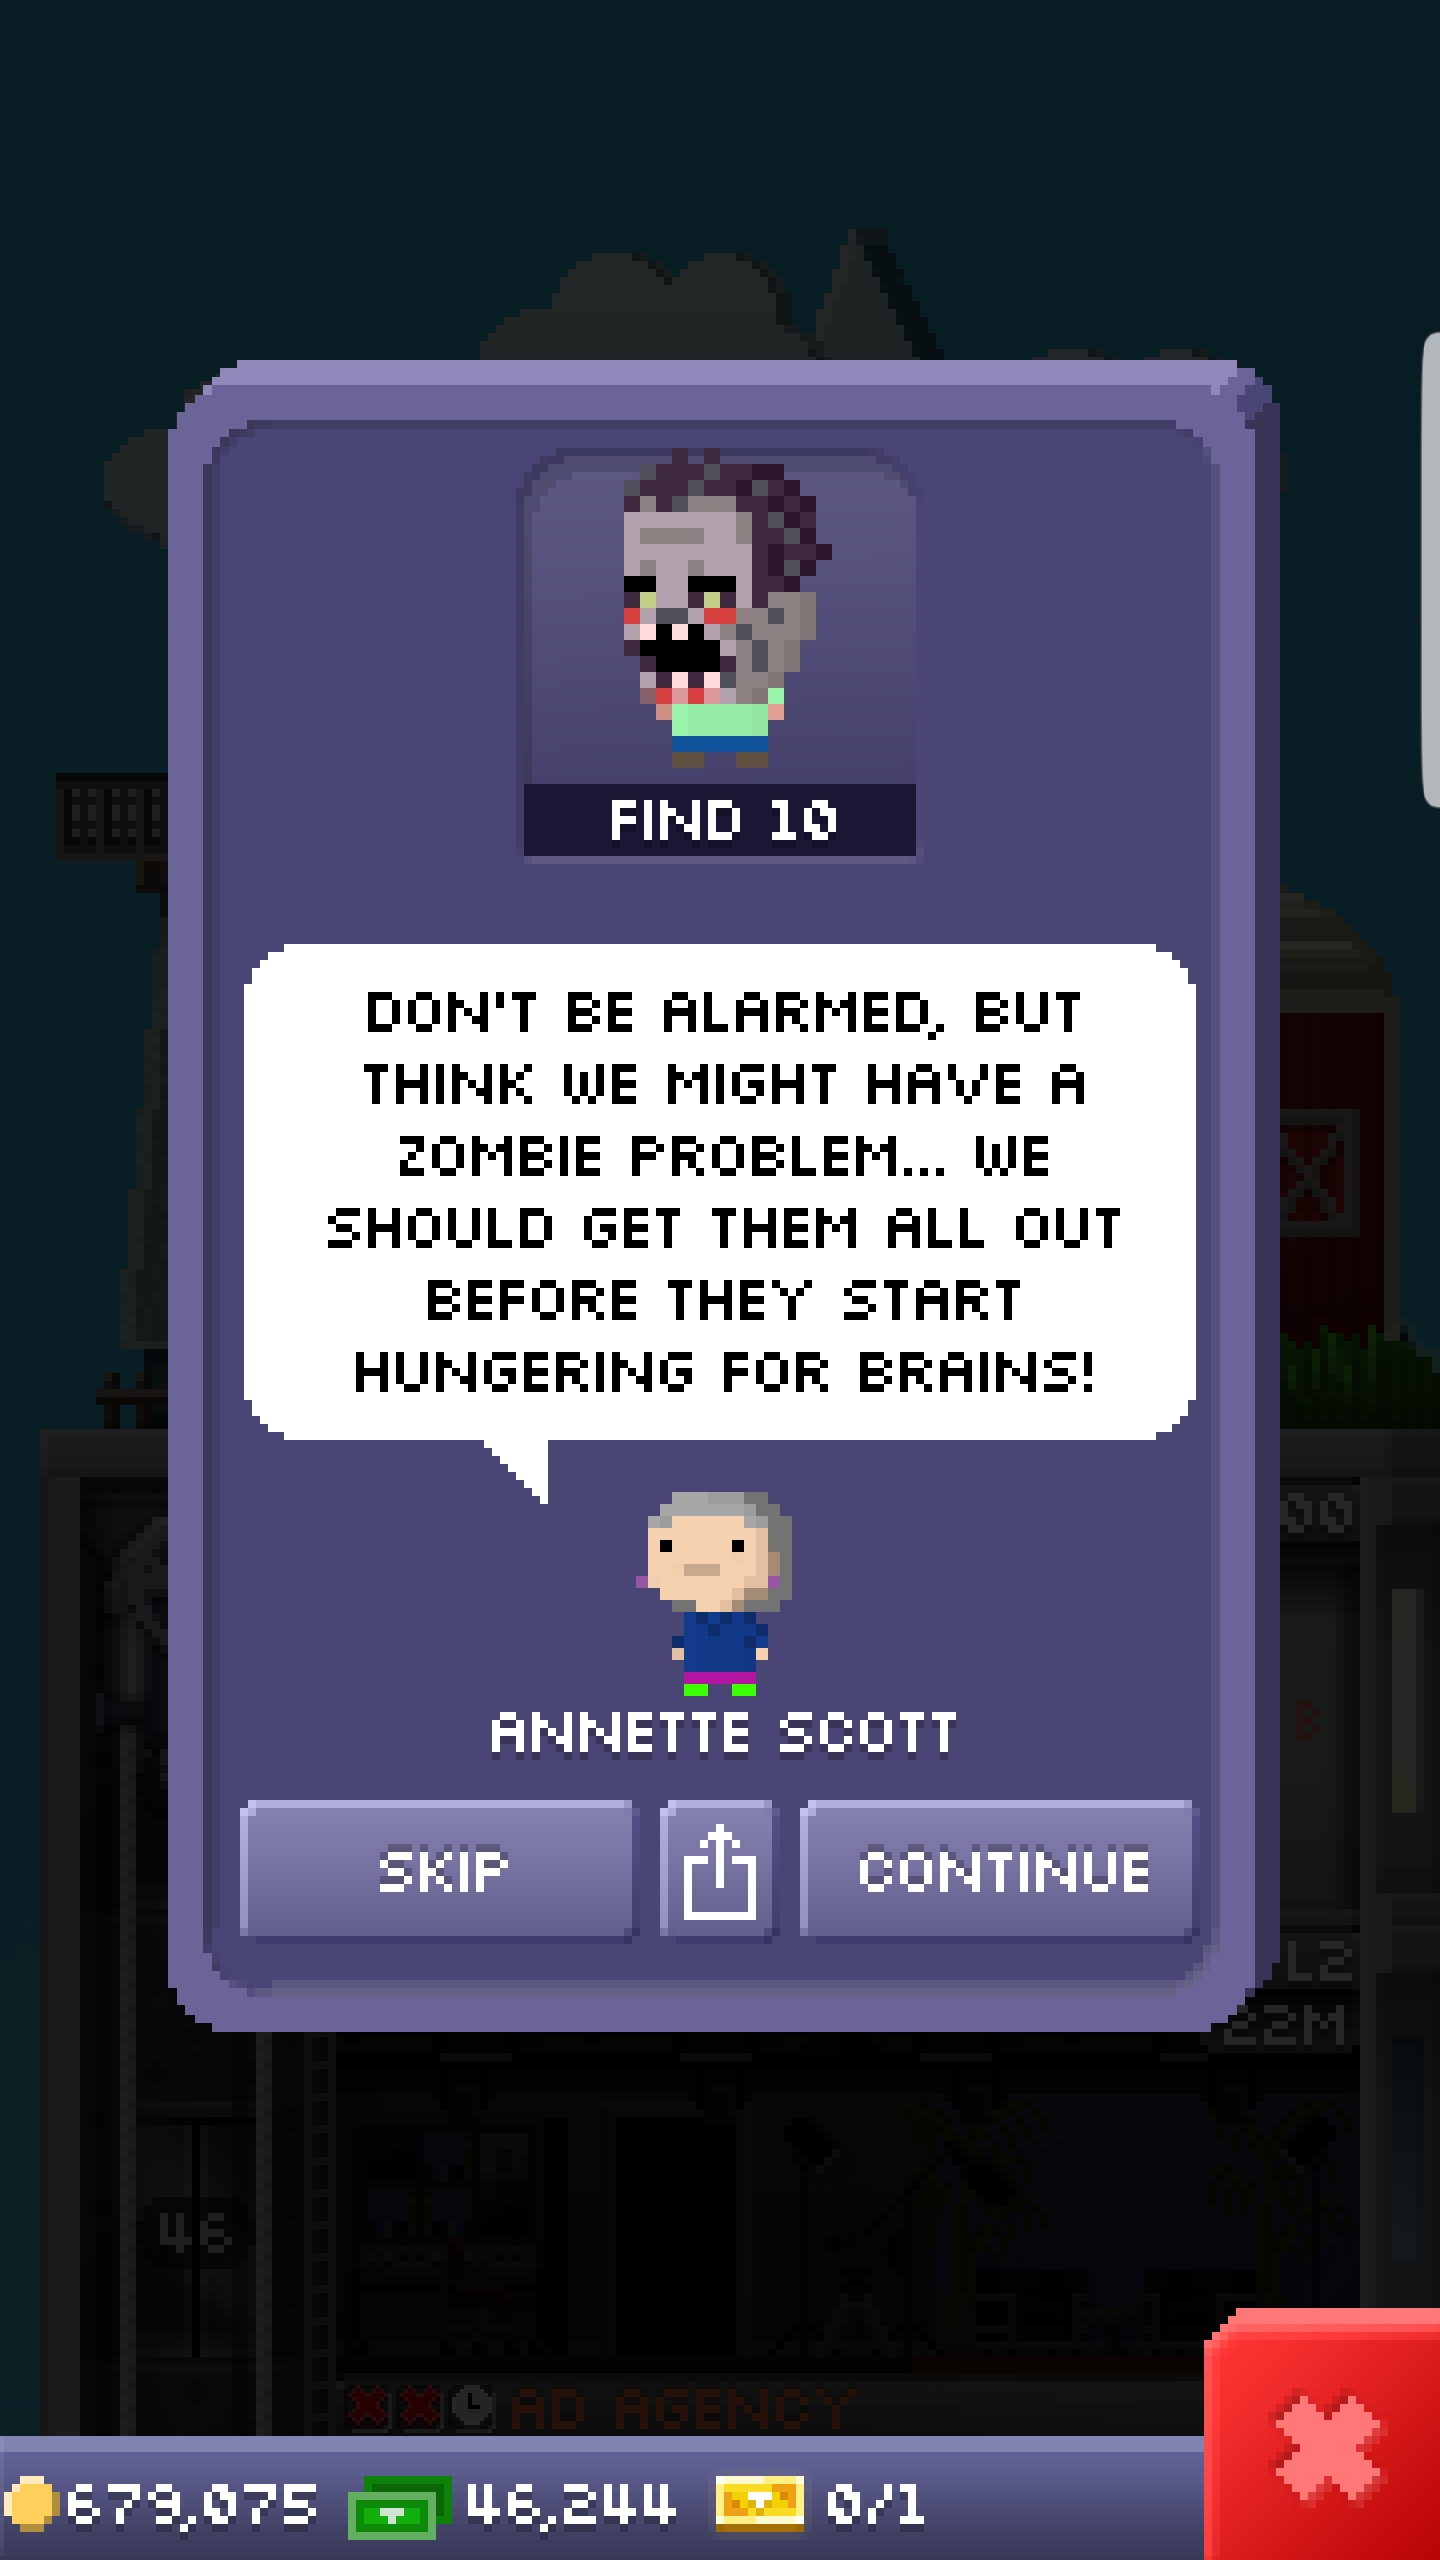 FIND 10
DON'T BE ALARMED, BUT
THINK WE MIGHT HAVE A
ZOMBIE PROBLEM... WE
SHOULD GET THEM ALL OUT
BEFORE THEY START
HUNGERING FOR BRAINS!
00
B
ANNETTE SCOTT
SKIP
CONTINUE
L2
22M
46
AD AGENCY
679,075 46,244 0/1